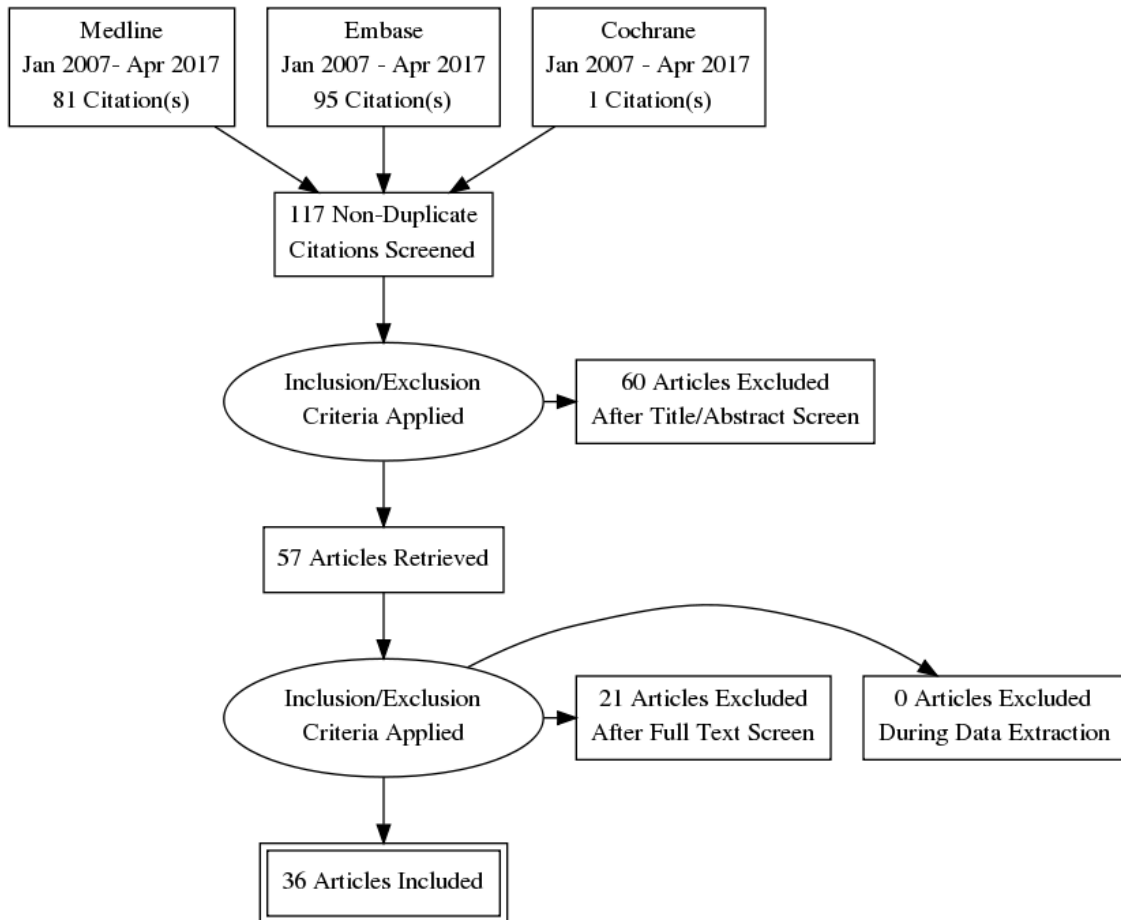 Medline
Jan 2007- Apr 2017
81 Citation(s)
Embase
Jan 2007 - Apr 2017
95 Citation(s)
Cochrane
Jan 2007 - Apr 2017
1 Citation(s)
117 Non-Duplicate
Citations Screened
Inclusion/Exclusion
Criteria Applied
60 Articles Excluded
After Title/Abstract Screen
57 Articles Retrieved
Inclusion/Exclusion
Criteria Applied
21 Articles Excluded
After Full Text Screen
0 Articles Excluded
During Data Extraction
36 Articles Included